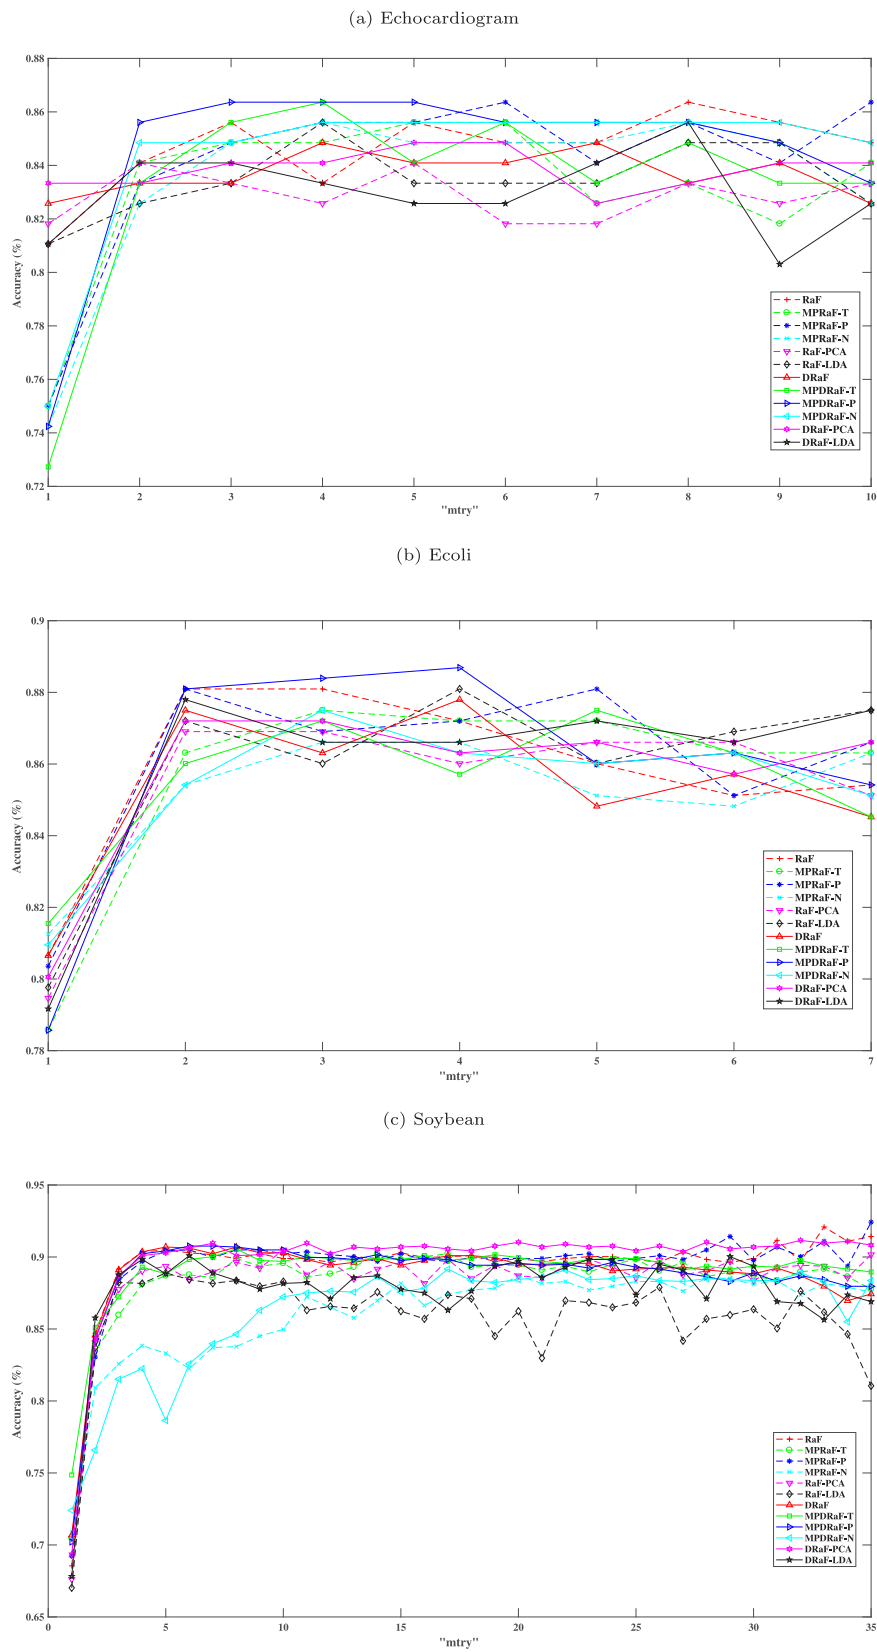 (a) Echocardiogram
0.88
0.86
0.84
0.82
0.8
0.78
0.76
0.74
0.72
Accuracy (%)
1 2 3 4 5 6 7 8 9 10
"mtry"
RaF
MPRaF-T
MPRaF-P
MPRaF-N
RaF-PCA
RaF-LDA
DRaF
MPDRaF-T
MPDRaF-P
MPDRaF-N
DRaF-PCA
DRaF-LDA
(b) Ecoli
0.9
0.88
0.86
0.84
0.82
0.8
0.78
Accuracy (%)
1 2 3 4 5 6 7
"mtry"
RaF
MPRaF-T
MPRaF-P
MPRaF-N
RaF-PCA
RaF-LDA
DRaF
MPDRaF-T
MPDRaF-P
MPDRaF-N
DRaF-PCA
DRaF-LDA
(c) Soybean
0.95
0.9
0.85
0.8
0.75
0.7
0.65
Accuracy (%)
0 5 10 15 20 25 30 35
"mtry"
RaF
MPRaF-T
MPRaF-P
MPRaF-N
RaF-PCA
RaF-LDA
DRaF
MPDRaF-T
MPDRaF-P
MPDRaF-N
DRaF-PCA
DRaF-LDA